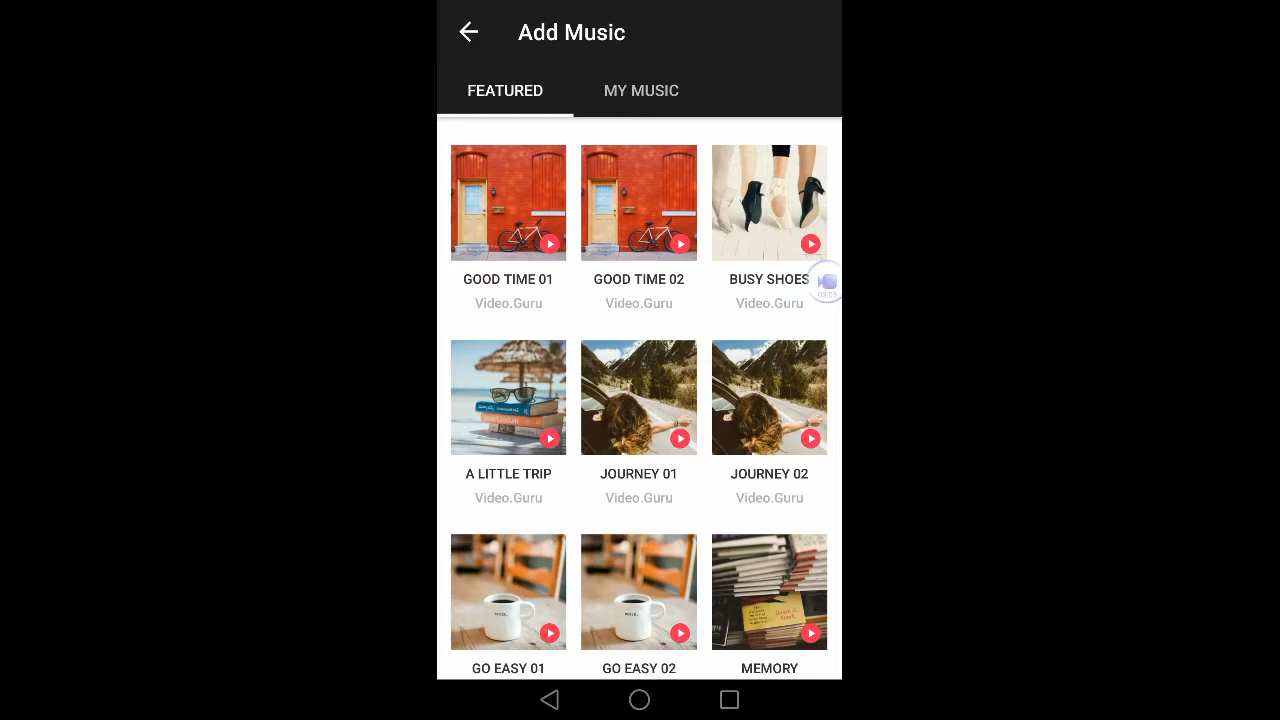 Add Music
FEATURED MY MUSIC
GOOD TIME 01 GOOD TIME 02 BUSY SHOES
Video.Guru Video.Guru Video.Guru
03:05
A LITTLE TRIP JOURNEY 01 JOURNEY 02
Video.Guru Video.Guru Video.Guru
GO EASY 01 GO EASY 02 MEMORY